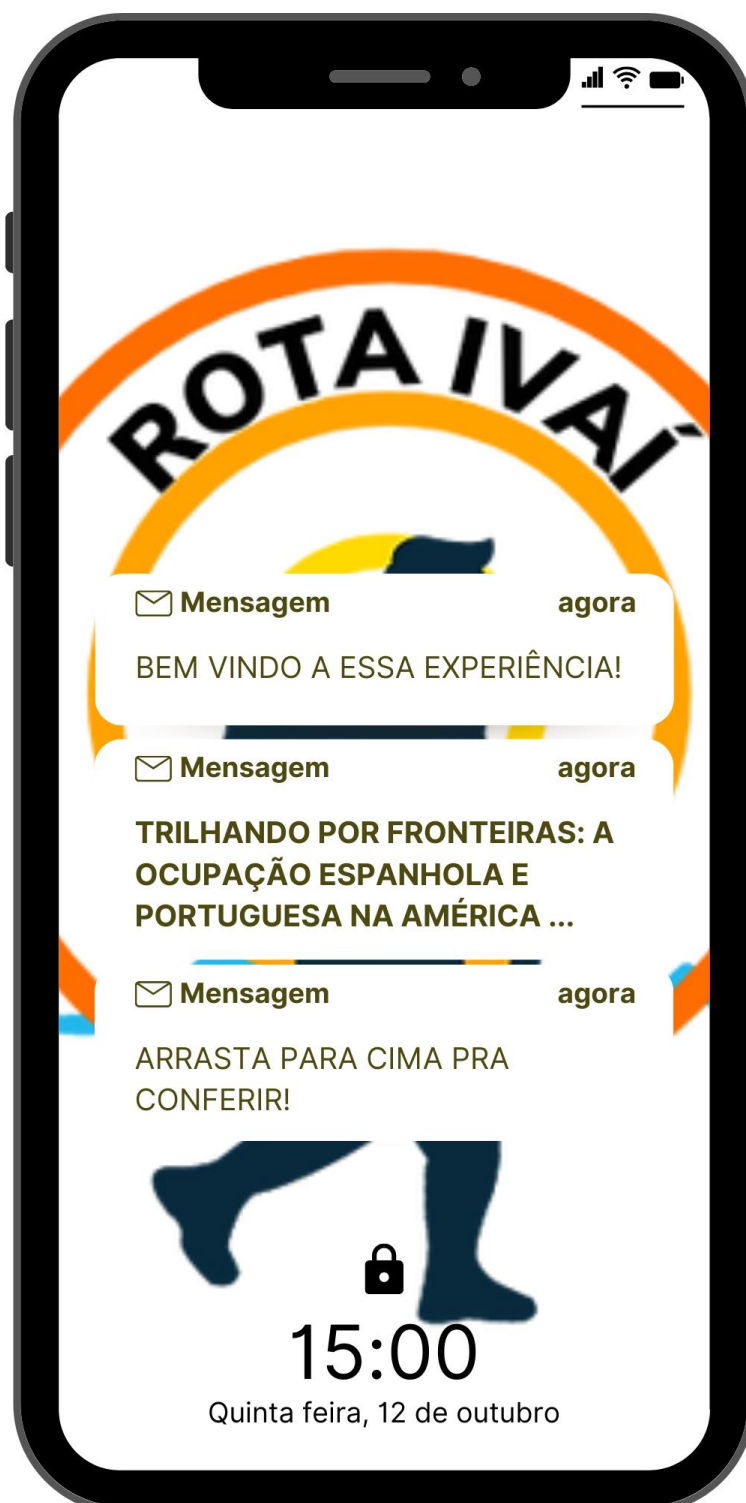 ROTA IVAÍ
Mensagem agora
BEM VINDO A ESSA EXPERIÊNCIA!
Mensagem agora
TRILHANDO POR FRONTEIRAS: A
OCUPAÇÃO ESPANHOLA E
PORTUGUESA NA AMÉRICA ...
Mensagem agora
ARRASTA PARA CIMA PRA
CONFERIR!
15:00
Quinta feira, 12 de outubro